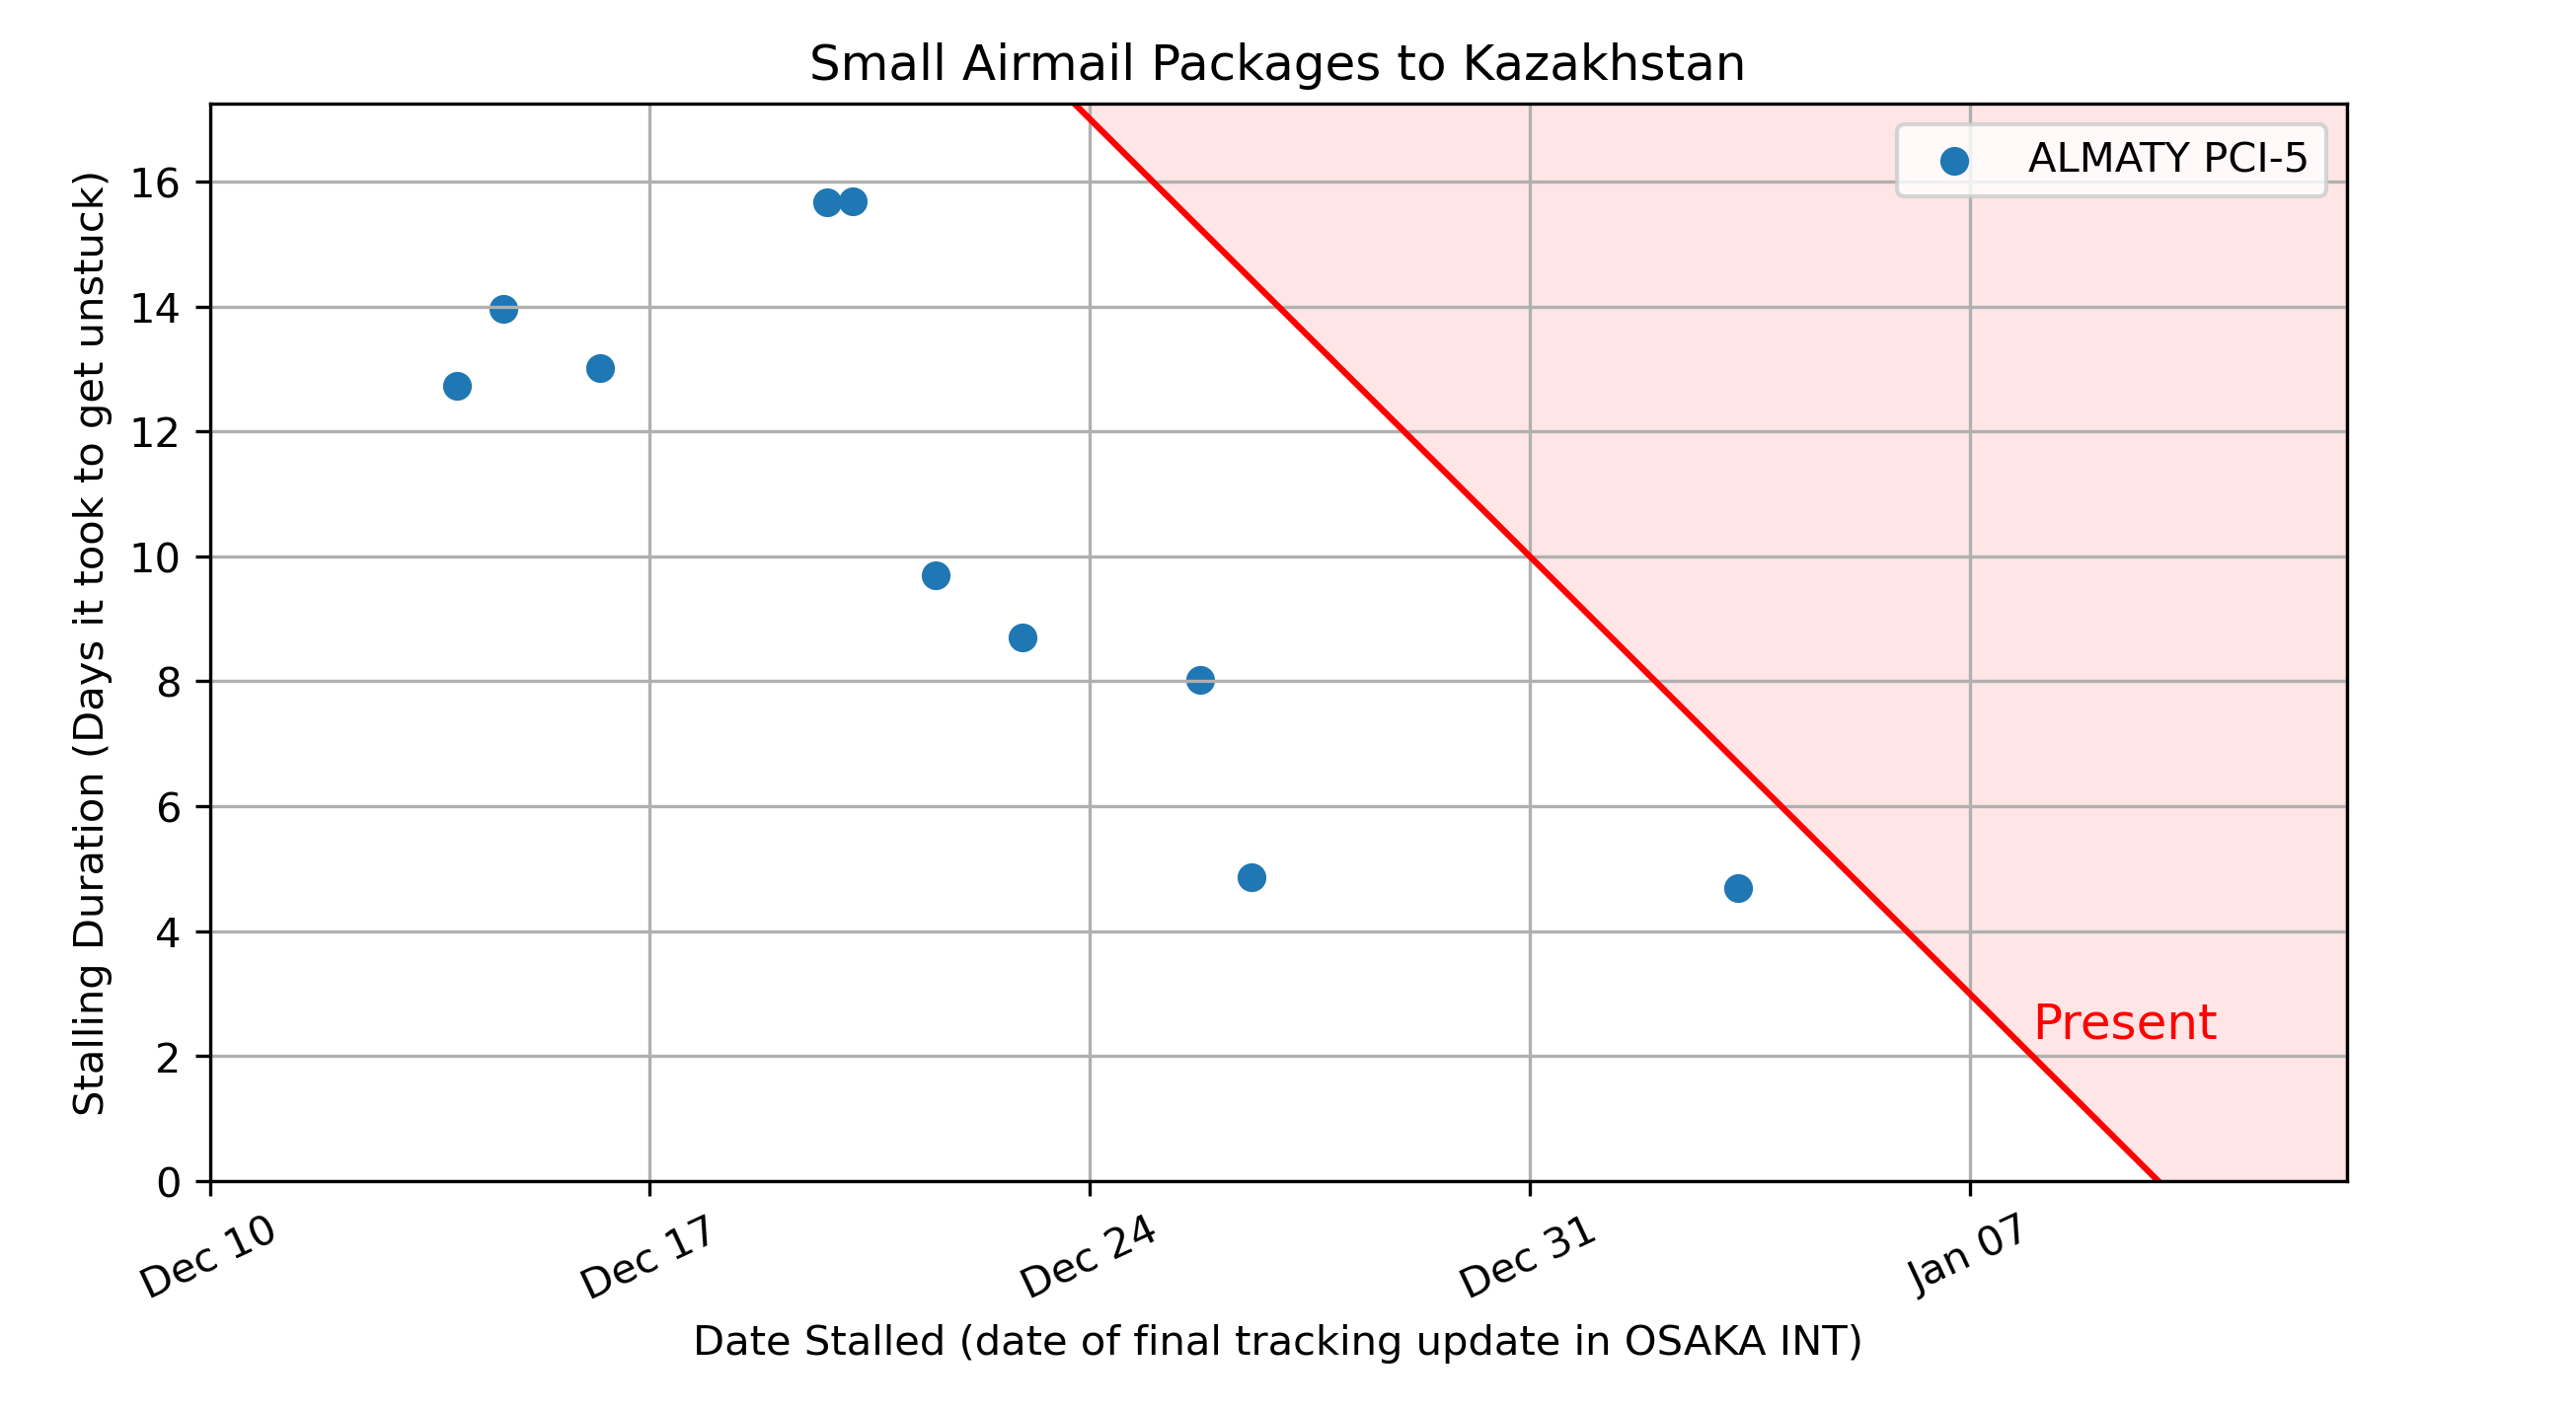 Small Airmail Packages to Kazakhstan
ALMATY PCI-5
Stalling Duration (Days it took to get unstuck)
16
14
12
10
8
6
4
2
0
Present
Dec 10
Dec 17
Dec 24
Dec 31
Jan 07
Date Stalled (date of final tracking update in OSAKA INT)